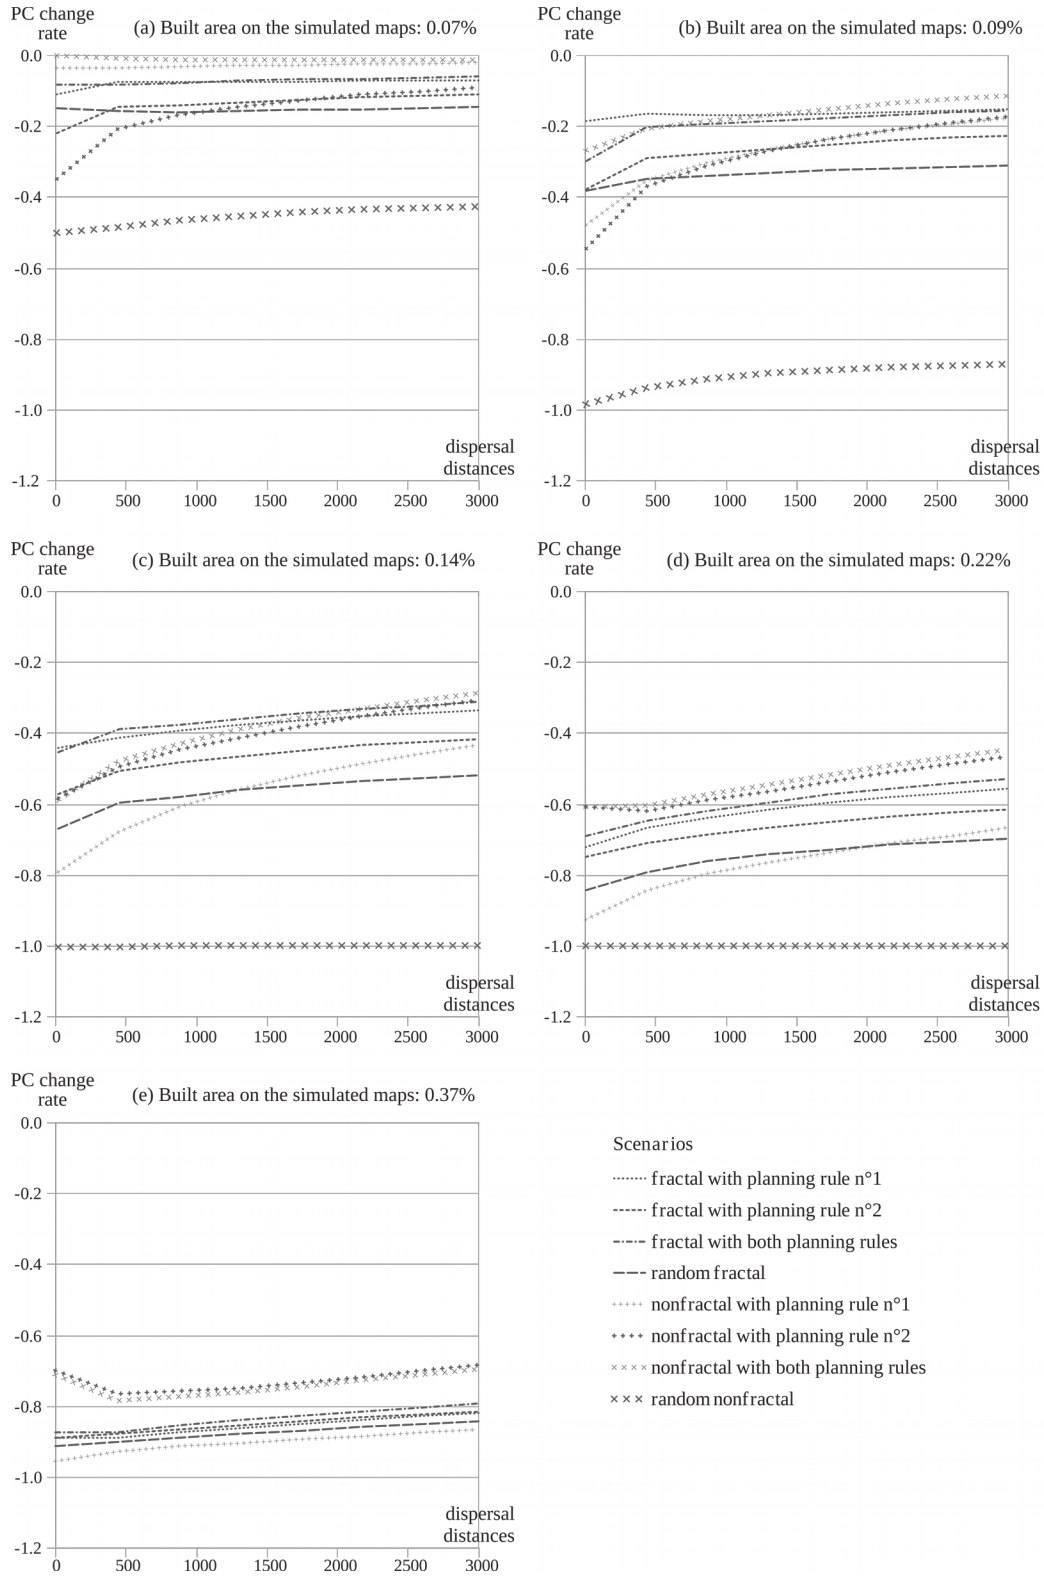 PC change
rate
(a) Built area on the simulated maps: 0.07%
0.0
-0.2
-0.4
-0.6
-0.8
-1.0
-1.2
dispersal
distances
0 500 1000 1500 2000 2500 3000
PC change
rate
(b) Built area on the simulated maps: 0.09%
0.0
-0.2
-0.4
-0.6
-0.8
-1.0
-1.2
dispersal
distances
0 500 1000 1500 2000 2500 3000
PC change
rate
(c) Built area on the simulated maps: 0.14%
0.0
-0.2
-0.4
-0.6
-0.8
-1.0
-1.2
dispersal
distances
0 500 1000 1500 2000 2500 3000
PC change
rate
(d) Built area on the simulated maps: 0.22%
0.0
-0.2
-0.4
-0.6
-0.8
-1.0
-1.2
dispersal
distances
0 500 1000 1500 2000 2500 3000
PC change
rate
(e) Built area on the simulated maps: 0.37%
0.0
-0.2
-0.4
-0.6
-0.8
-1.0
-1.2
dispersal
distances
0 500 1000 1500 2000 2500 3000
Scenarios
fractal with planning rule n°1
fractal with planning rule n°2
fractal with both planning rules
random fractal
nonfractal with planning rule n°1
nonfractal with planning rule n°2
nonfractal with both planning rules
random nonfractal